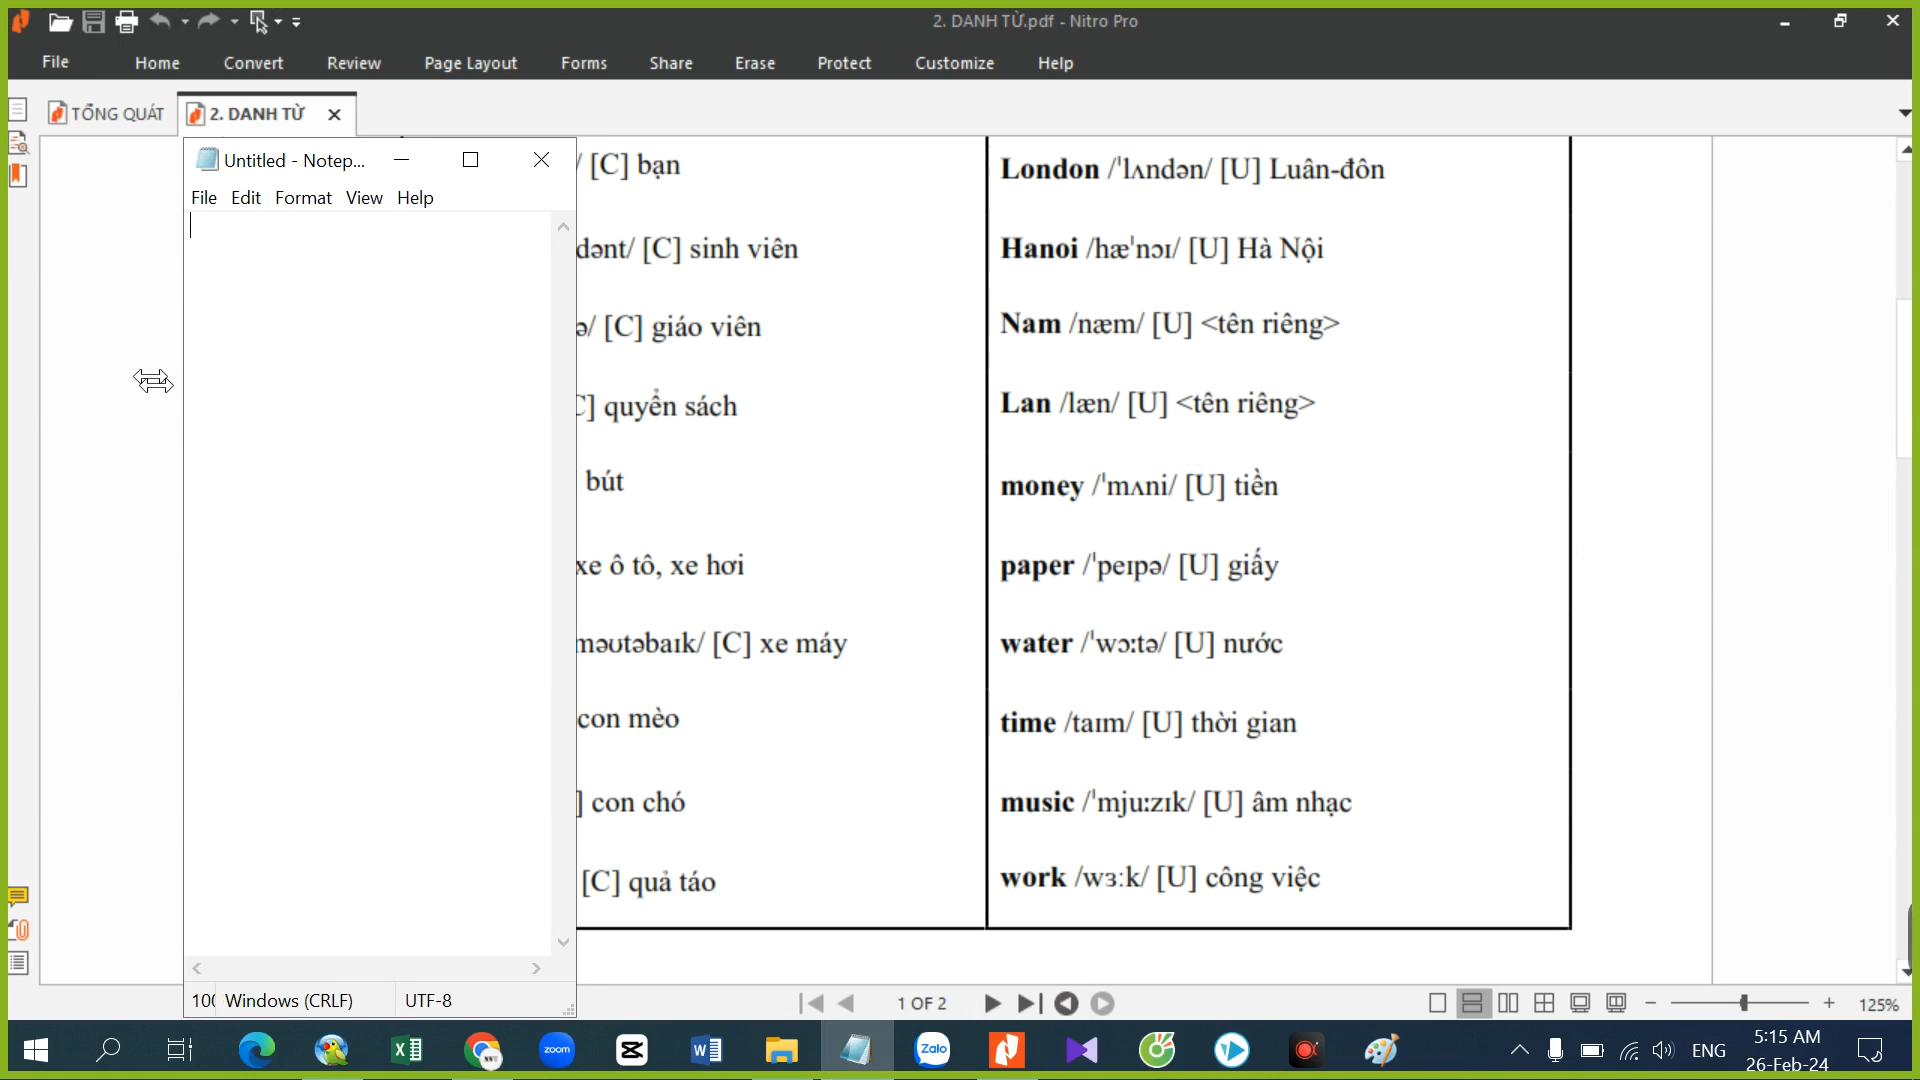 2. DANH TỪ.pdf - Nitro Pro
File Home Convert Review Page Layout Forms Share Erase Protect Customize Help
TỔNG QUÁT 2. DANH TỪ
Untitled - Notep...
File Edit Format View Help
/ [C] bạn
dənt/ [C] sinh viên
ə/ [C] giáo viên
C] quyển sách
bút
xe ô tô, xe hơi
məʊtəbaɪk/ [C] xe máy
con mèo
] con chó
[C] quả táo
London /ˈlʌndən/ [U] Luân-đôn
Hanoi /hæˈnɔɪ/ [U] Hà Nội
Nam /næm/ [U] <tên riêng>
Lan /læn/ [U] <tên riêng>
money /ˈmʌni/ [U] tiền
paper /ˈpeɪpə/ [U] giấy
water /ˈwɔːtə/ [U] nước
time /taɪm/ [U] thời gian
music /ˈmjuːzɪk/ [U] âm nhạc
work /wɜːk/ [U] công việc
100 Windows (CRLF) UTF-8
1 OF 2
125%
zoom
Zalo
ENG
5:15 AM
26-Feb-24